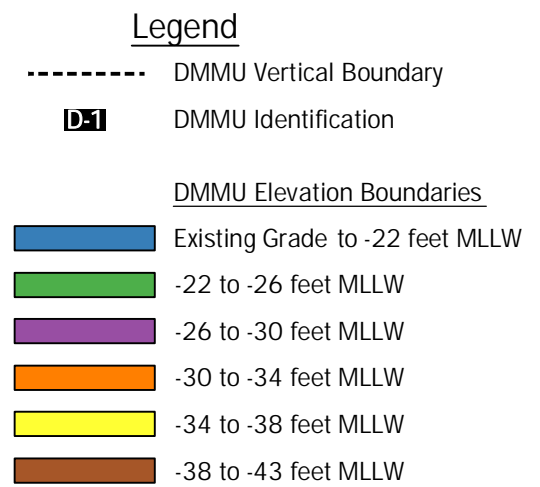 Legend
DMMU Vertical Boundary
D-1 DMMU Identification
DMMU Elevation Boundaries
Existing Grade to -22 feet MLLW
-22 to -26 feet MLLW
-26 to -30 feet MLLW
-30 to -34 feet MLLW
-34 to -38 feet MLLW
-38 to -43 feet MLLW